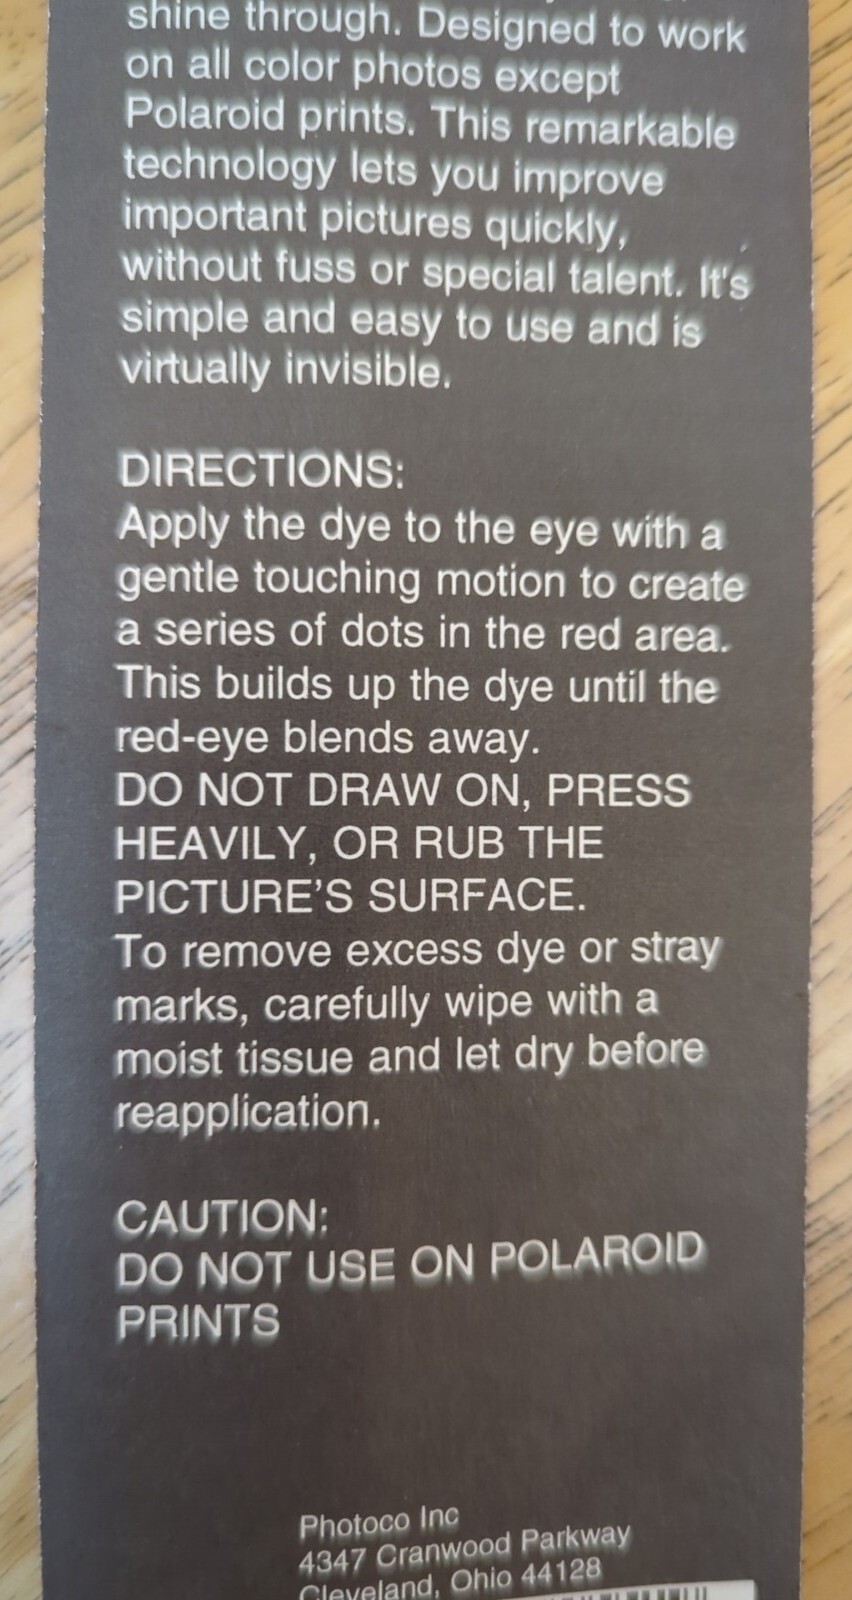 shine through. Designed to work
on all color photos except
Polaroid prints. This remarkable
technology lets you improve
important pictures quickly,
without fuss or special talent. It's
simple and easy to use and is
virtually invisible.
DIRECTIONS:
Apply the dye to the eye with a
gentle touching motion to create
a series of dots in the red area.
This builds up the dye until the
red-eye blends away.
DO NOT DRAW ON, PRESS
HEAVILY, OR RUB THE
PICTURE'S SURFACE.
To remove excess dye or stray
marks, carefully wipe with a
moist tissue and let dry before
reapplication.
CAUTION:
DO NOT USE ON POLAROID
PRINTS
Photoco Inc
4347 Cranwood Parkway
Cleveland, Ohio 44128